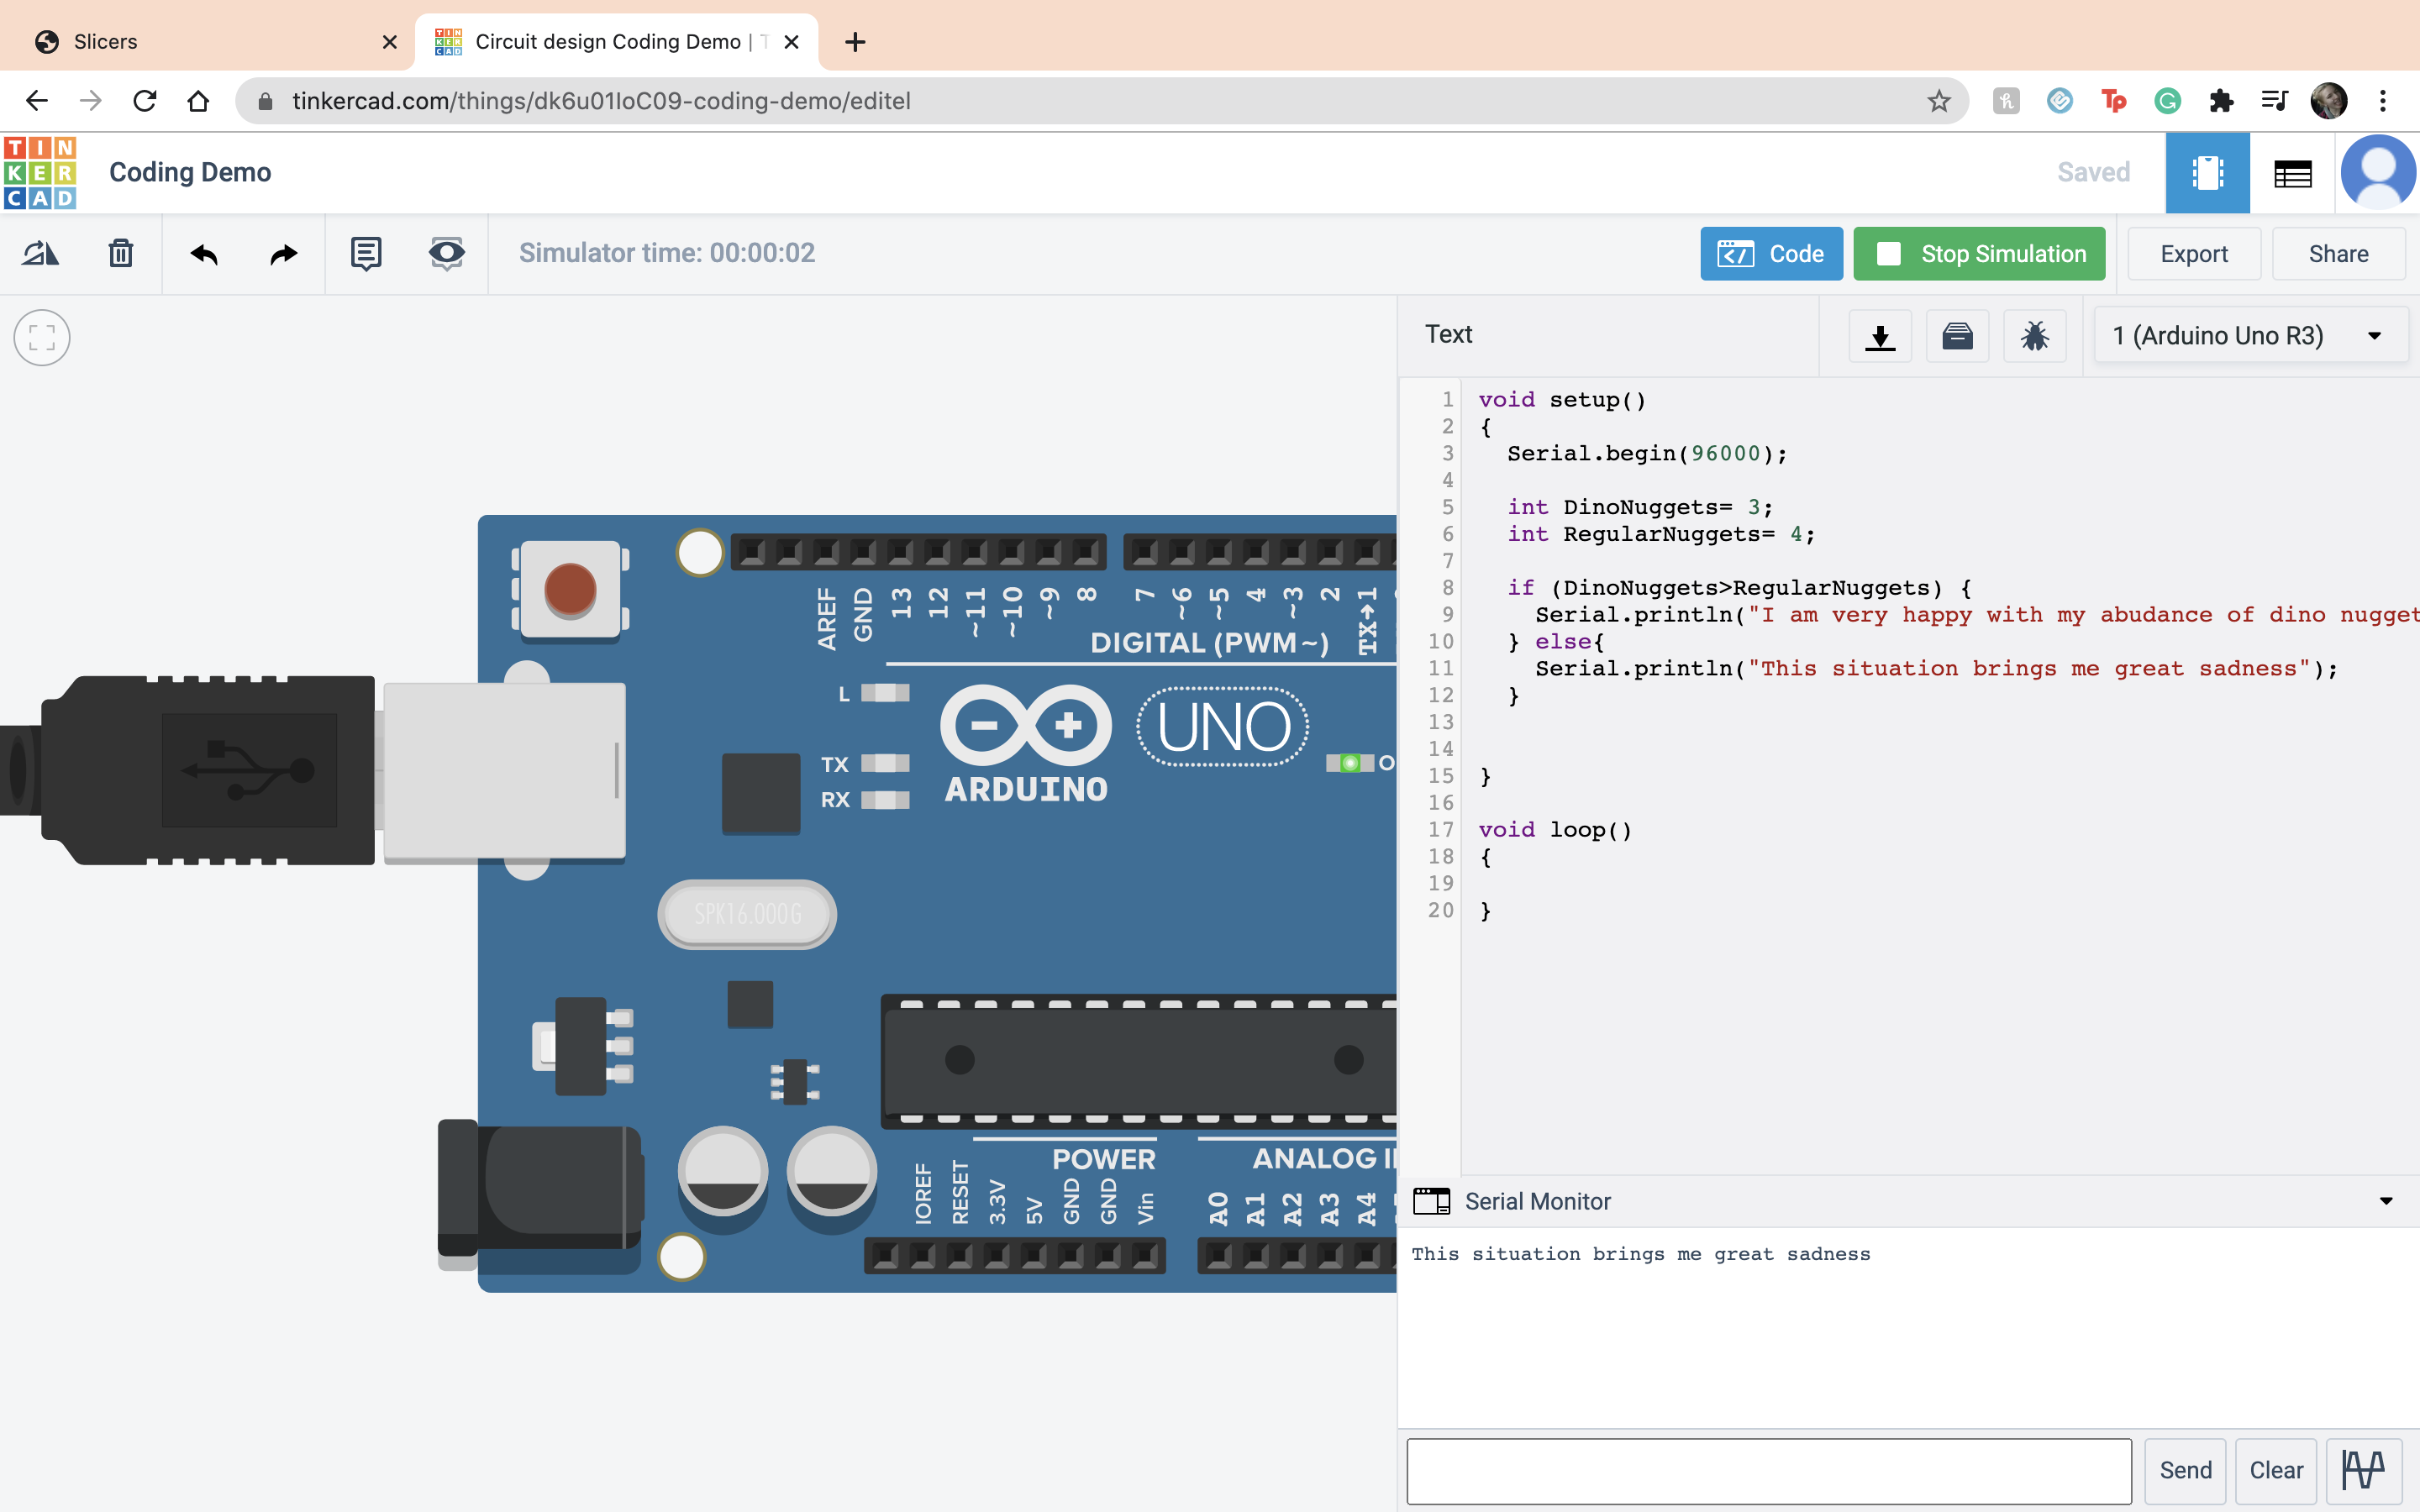 Slicers
Circuit design Coding Demo | T
tinkercad.com/things/dk6u01IoC09-coding-demo/editel
TIN
KER
CAD
Coding Demo
Saved
Simulator time: 00:00:02
Code
Stop Simulation
Export
Share
Text
1 (Arduino Uno R3)
1 void setup()
2 {
3 Serial.begin(96000);
4
5 int DinoNuggets= 3;
6 int RegularNuggets= 4;
7
8 if (DinoNuggets>RegularNuggets) {
9 Serial.println("I am very happy with my abudance of dino nugget
10 } else{
11 Serial.println("This situation brings me great sadness");
12 }
13
14
15 }
16
17 void loop()
18 {
19
20 }
AREF GND 13 12 ~11 ~10 ~9 8 7 ~6 ~5 4 ~3 2 TX→1
DIGITAL (PWM~)
L
TX
RX
UNO
ARDUINO
O
SPK16.000G
POWER
ANALOG I
IOREF RESET 3.3V 5V GND GND Vin A0 A1 A2 A3 A4
Serial Monitor
This situation brings me great sadness
Send
Clear